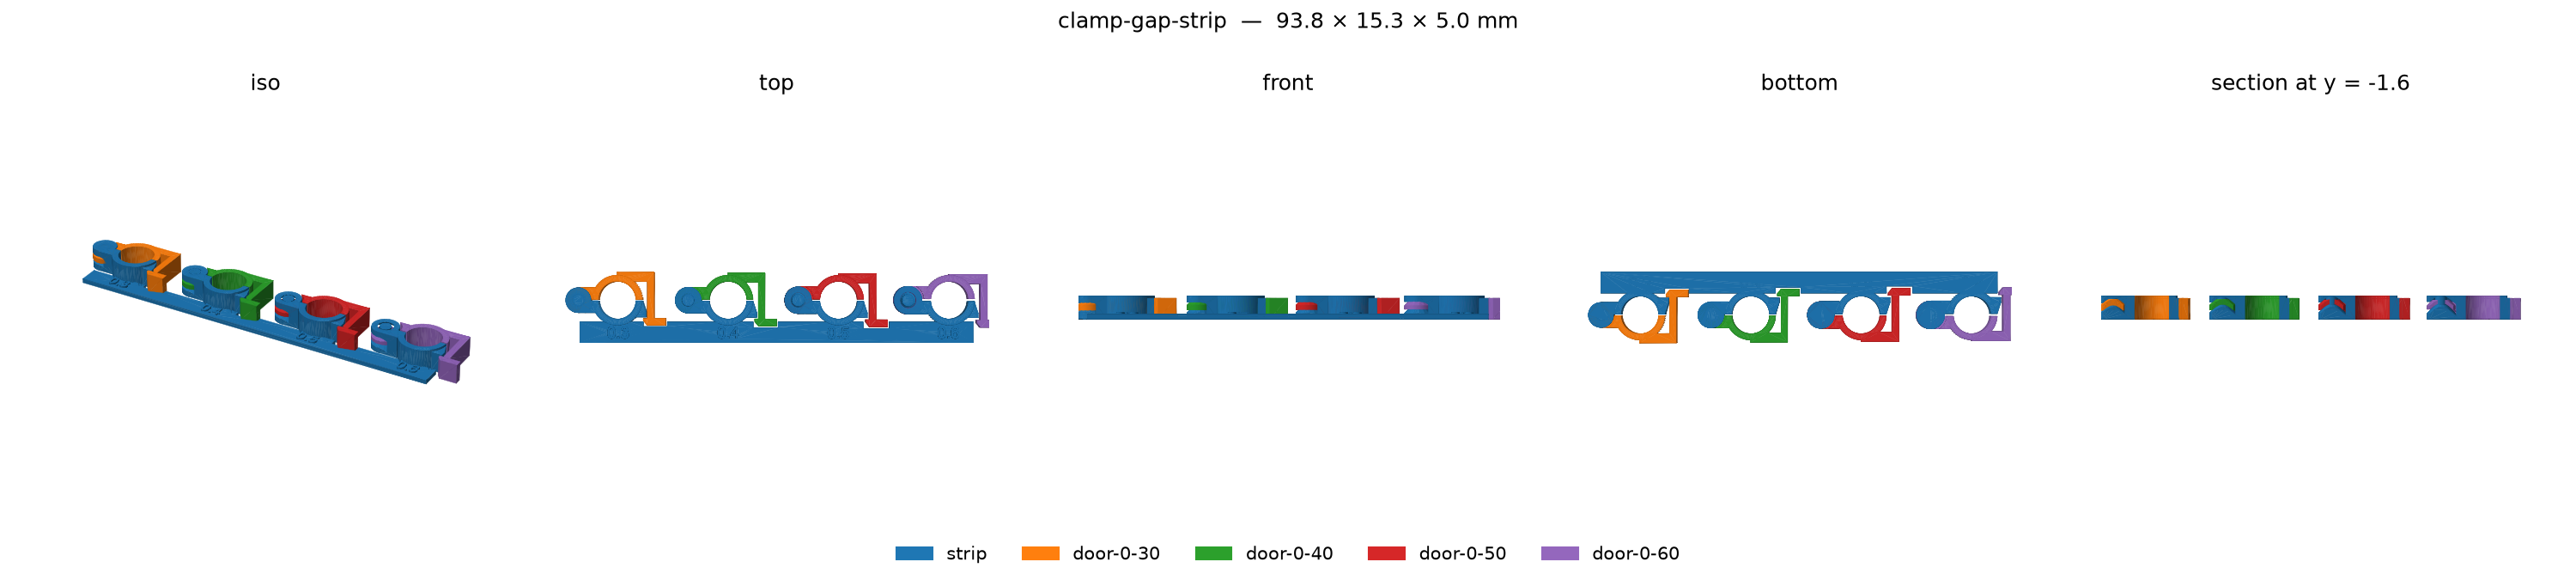 clamp-gap-strip — 93.8 × 15.3 × 5.0 mm
iso
top
front
bottom
section at y = -1.6
strip
door-0-30
door-0-40
door-0-50
door-0-60